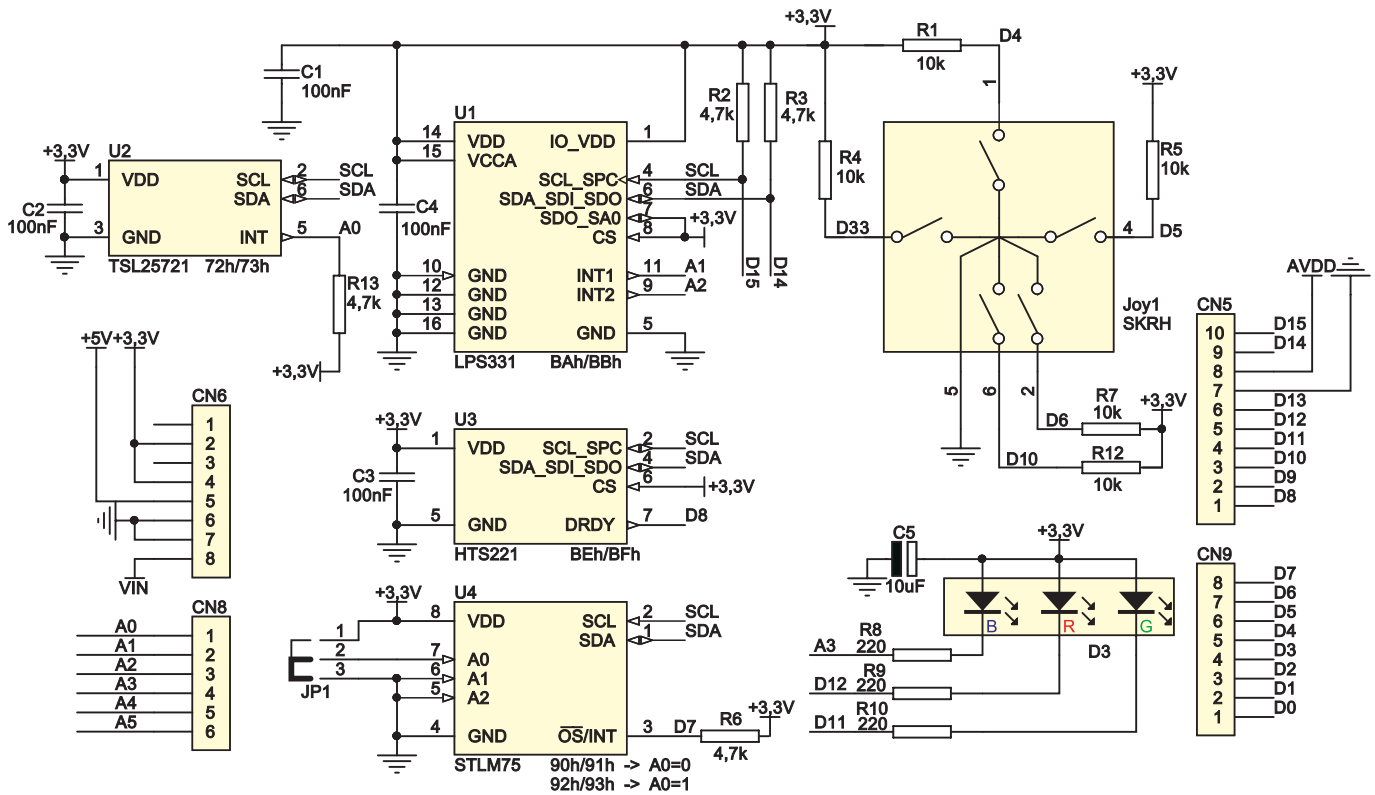 +3,3V
R1
10k
D4
1
C1
100nF
+3,3V
R5
10k
R2
4,7k
R3
4,7k
R4
10k
D33
4
D5
U1
14 VDD
15 VCCA
IO_VDD 1
SCL_SPC 4 SCL
SDA_SDI_SDO 6 SDA
SDO_SA0 7
+3,3V
CS 8
10 GND
12 GND
13 GND
16 GND
INT1 11 A1
INT2 9 A2
GND 5
LPS331 BAh/BBh
D15
D14
C4
100nF
U2
+3,3V
1 VDD
SCL 2 SCL
SDA 6 SDA
C2
100nF
3 GND
INT 5 A0
TSL25721 72h/73h
R13
4,7k
+3,3V
Joy1
SKRH
5
6
2
D6
R7
10k
+3,3V
D10
R12
10k
AVDD
CN5
10 D15
9 D14
8
7
6 D13
5 D12
4 D11
3 D10
2 D9
1 D8
+5V
+3,3V
CN6
1
2
3
4
5
6
7
8
VIN
U3
+3,3V
1 VDD
SCL_SPC 2 SCL
SDA_SDI_SDO 4 SDA
CS 6
+3,3V
C3
100nF
5 GND
DRDY 7 D8
HTS221 BEh/BFh
C5
10uF
+3,3V
B
R
G
D3
A3 R8
220
D12 R9
220
D11 R10
220
CN9
8 D7
7 D6
6 D5
5 D4
4 D3
3 D2
2 D1
1 D0
CN8
A0 1
A1 2
A2 3
A3 4
A4 5
A5 6
U4
+3,3V
8 VDD
SCL 2 SCL
SDA 1 SDA
1
2
3
JP1
7 A0
6 A1
5 A2
4 GND
OS/INT 3 D7
R6
4,7k
+3,3V
STLM75 90h/91h -> A0=0
92h/93h -> A0=1